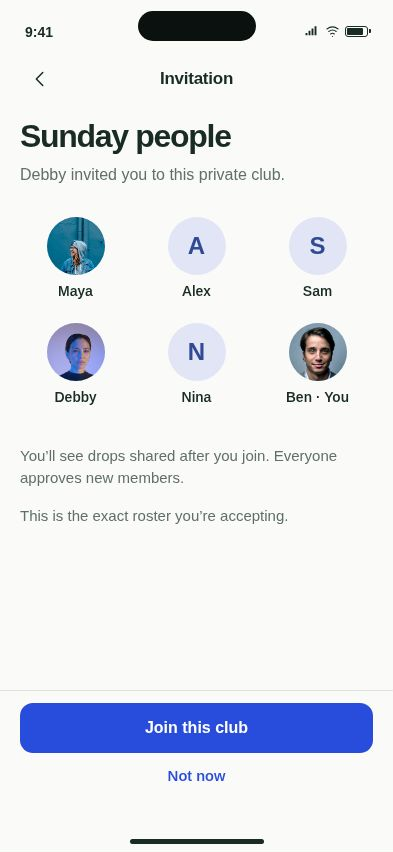 9:41
Invitation
Sunday people
Debby invited you to this private club.
A
S
Maya
Alex
Sam
N
Debby
Nina
Ben · You
You’ll see drops shared after you join. Everyone
approves new members.
This is the exact roster you’re accepting.
Join this club
Not now